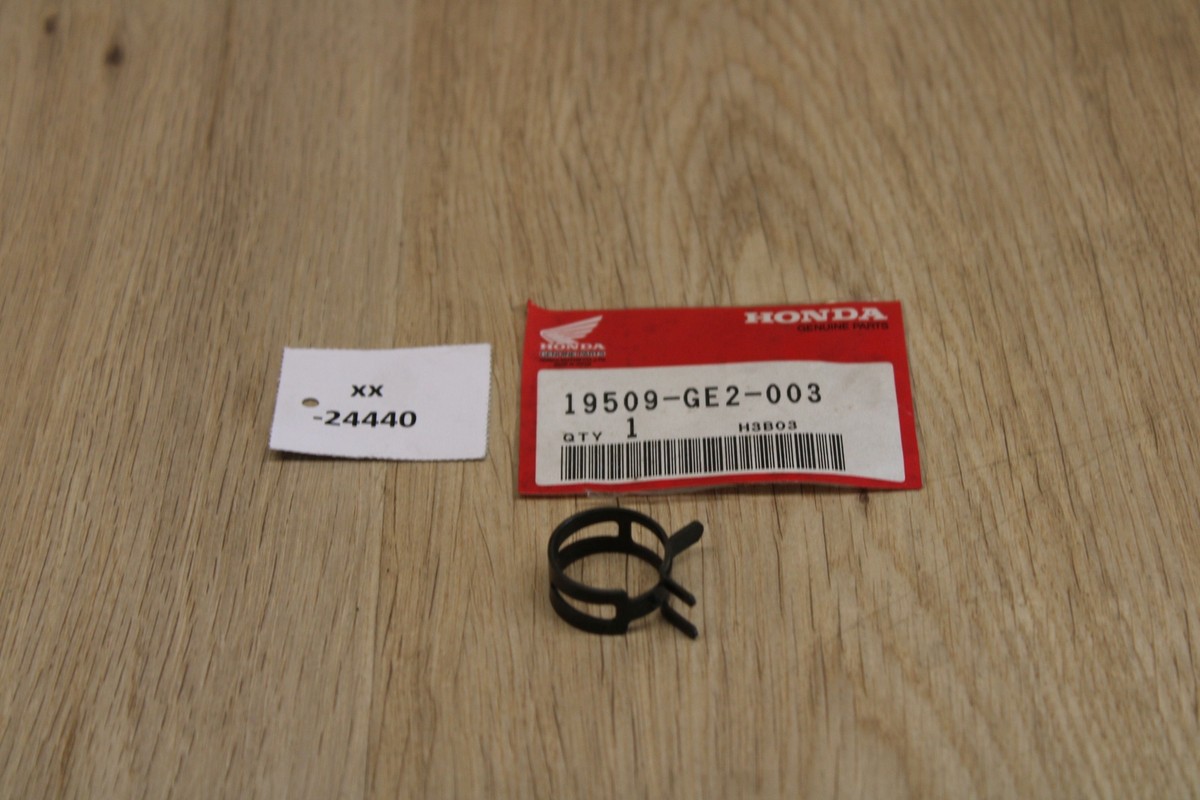 xx
-24440
HONDA
HONDA
GENUINE PARTS
19509-GE2-003
QTY 1 H3B03